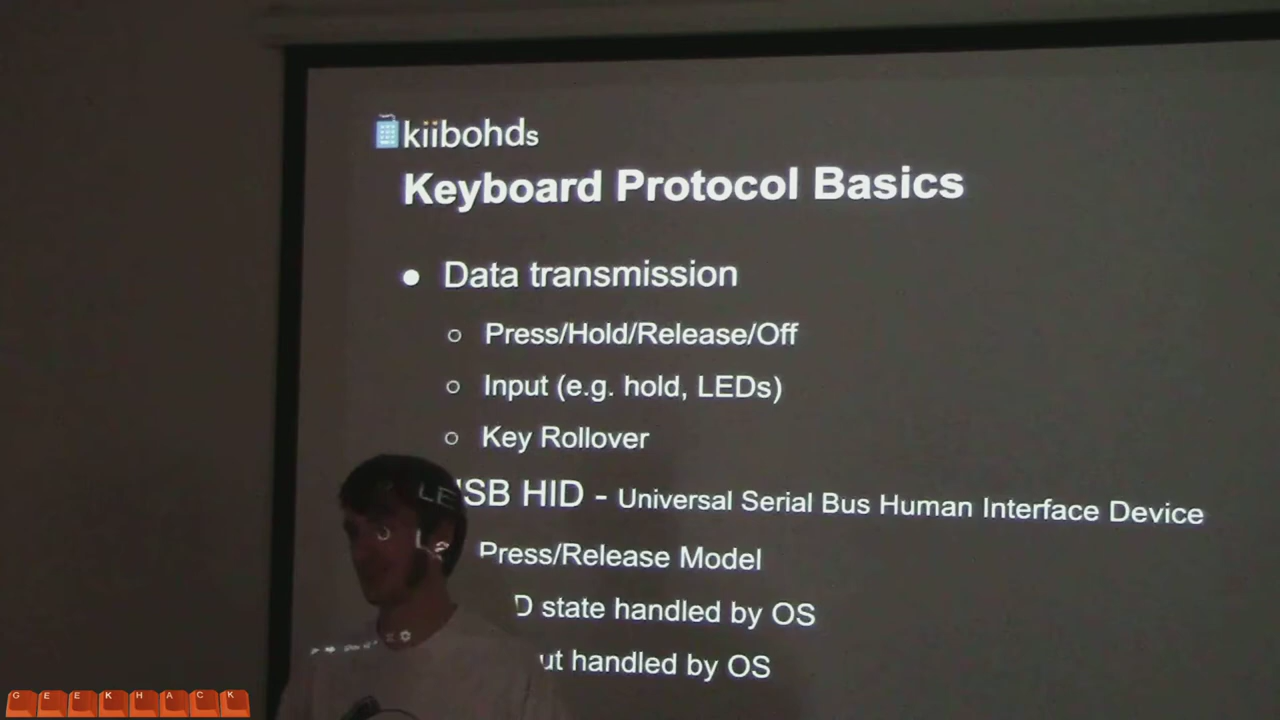 kiibohds
Keyboard Protocol Basics
Data transmission
Press/Hold/Release/Off
Input (e.g. hold, LEDs)
Key Rollover
SB HID - Universal Serial Bus Human Interface Device
Press/Release Model
D state handled by OS
ut handled by OS
GEEKHACK